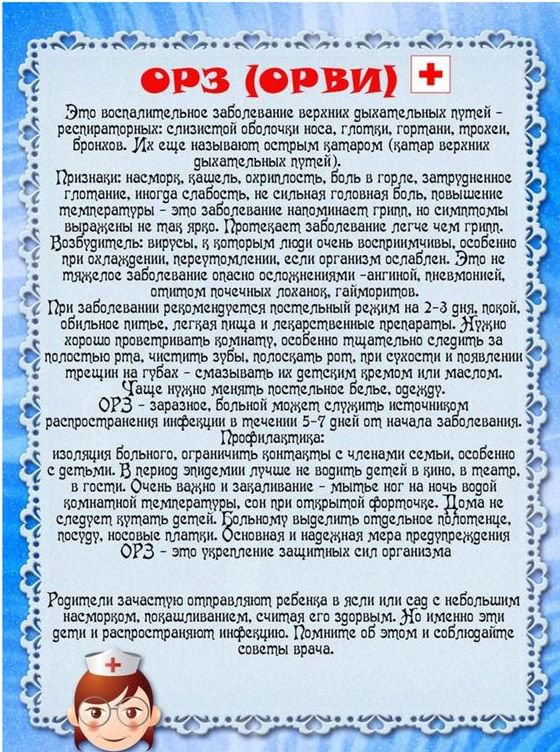 ОРЗ (ОРВИ)
Это воспалительное заболевание верхних дыхательных путей -
респираторных: слизистой оболочки носа, глотки, гортани, трохеи,
бронхов. Их еще называют острым катаром (катар верхних
дыхательных путей).
Признаки: насморк, кашель, охриплость, боль в горле, затрудненное
глотание, иногда слабость, не сильная головная боль, повышение
температуры - это заболевание напоминает грипп, но симптомы
выражены не так ярко. Протекает заболевание легче чем грипп.
Возбудитель: вирусы, к которым люди очень восприимчивы, особенно
при охлаждении, переутомлении, если организм ослаблен. Это не
тяжелое заболевание опасно осложнениями -ангиной, пневмонией,
отитом почечных лоханок, гайморитов.
При заболевании рекомендуется постельный режим на 2-3 дня, покой,
обильное питье, легкая пища и лекарственные препараты. Нужно
хорошо проветривать комнату, особенно тщательно следить за
полостью рта, чистить зубы, полоскать рот, при сухости и появлении
трещин на губах - смазывать их детским кремом или маслом.
Чаще нужно менять постельное белье, одежду.
ОРЗ - заразное, больной может служить источником
распространения инфекции в течении 5-7 дней от начала заболевания.
Профилактика:
изоляция больного, ограничить контакты с членами семьи, особенно
с детьми. В период эпидемии лучше не водить детей в кино, в театр,
в гости. Очень важно и закаливание - мытье ног на ночь водой
комнатной температуры, сон при открытой форточке. Дома не
следует кутать детей. Больному выделить отдельное полотенце,
посуду, носовые платки. Основная и надежная мера предупреждения
ОРЗ - это укрепление защитных сил организма
Родители зачастую отправляют ребенка в ясли или сад с небольшим
насморком, покашливанием, считая его здоровым. Но именно эти
дети и распространяют инфекцию. Помните об этом и соблюдайте
советы врача.